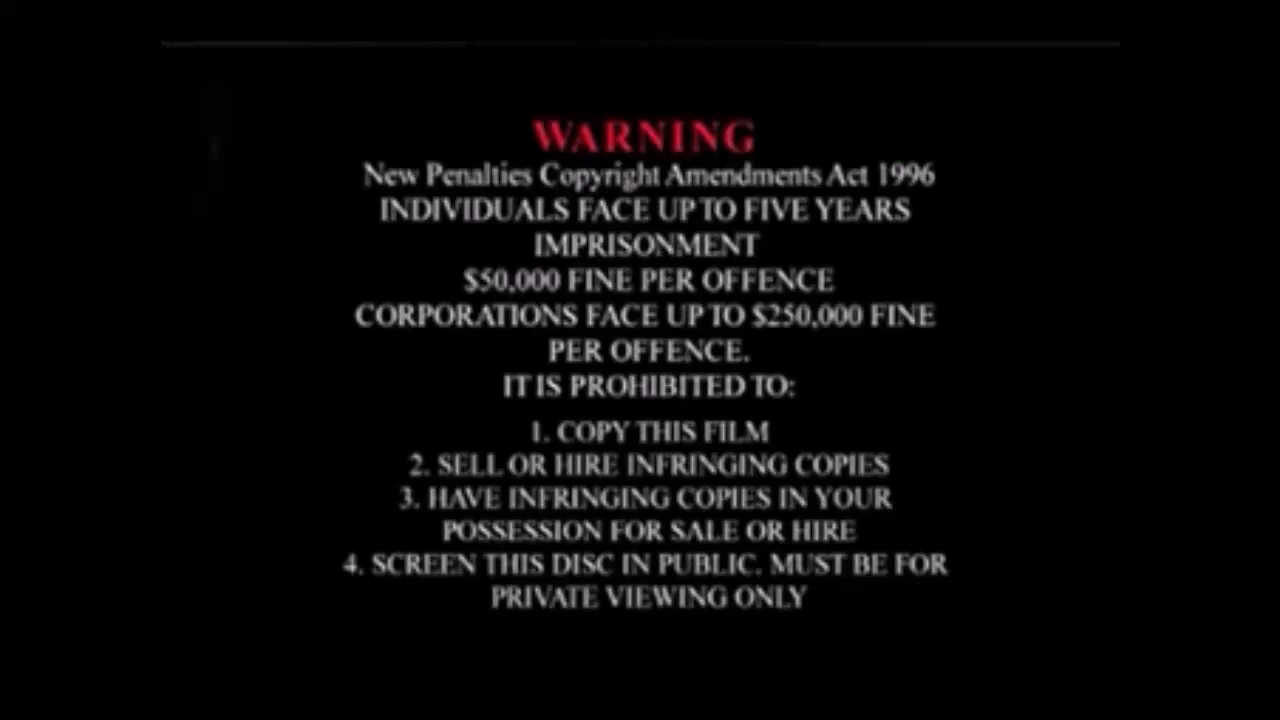 WARNING
New Penalties Copyright Amendments Act 1996
INDIVIDUALS FACE UP TO FIVE YEARS
IMPRISONMENT
$50,000 FINE PER OFFENCE
CORPORATIONS FACE UP TO $250,000 FINE
PER OFFENCE.
IT IS PROHIBITED TO:
1. COPY THIS FILM
2. SELL OR HIRE INFRINGING COPIES
3. HAVE INFRINGING COPIES IN YOUR
POSSESSION FOR SALE OR HIRE
4. SCREEN THIS DISC IN PUBLIC. MUST BE FOR
PRIVATE VIEWING ONLY